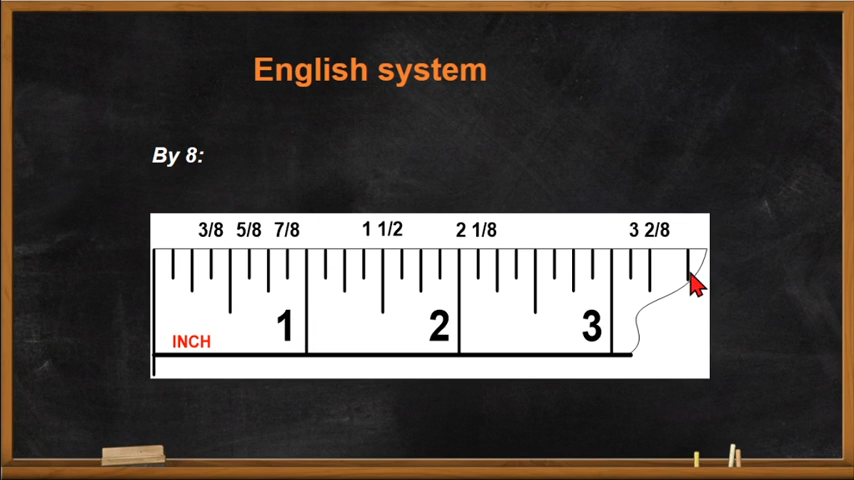 English system
By 8:
3/8 5/8 7/8 1 1/2 2 1/8 3 2/8
1 2 3
INCH